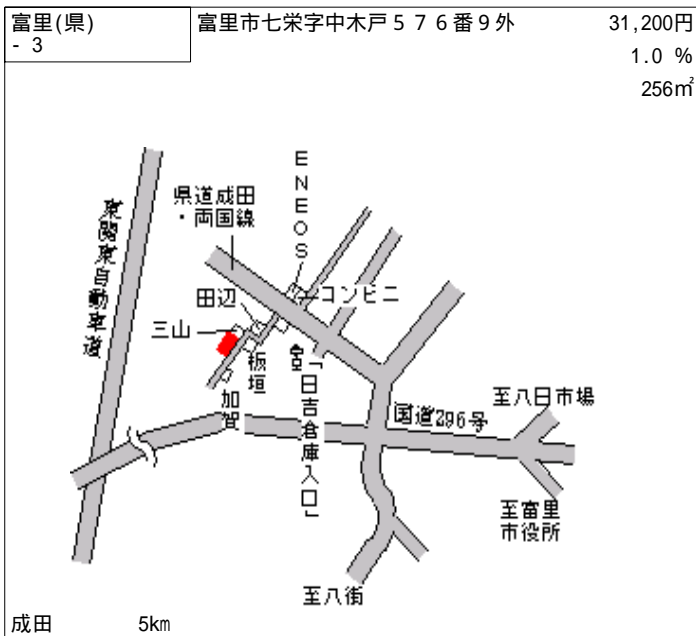 富里(県)
- 3
富里市七栄字中木戸５７６番９外
31,200円
1.0 %
256㎡
ENEOS
県道成田
・両国線
東関東自動車道
コンビニ
田辺
三山
板垣
加賀
「日吉倉庫入口」
国道296号
至八日市場
至富里
市役所
至八街
成田 5km